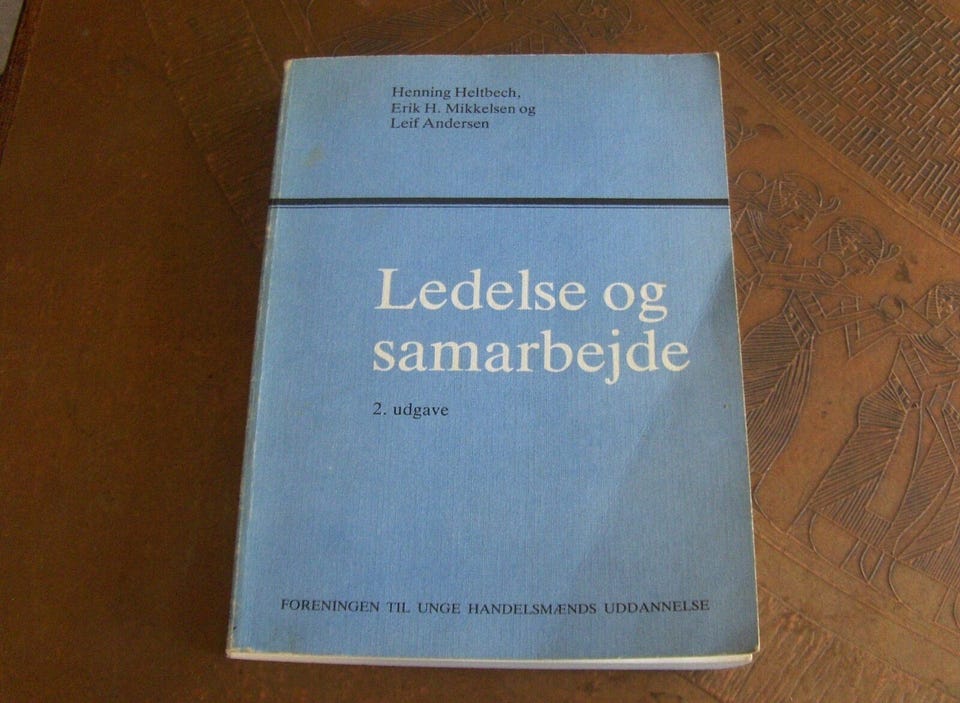 Henning Heltbech,
Erik H. Mikkelsen og
Leif Andersen
Ledelse og
samarbejde
2. udgave
FORENINGEN TIL UNGE HANDELSMÆNDS UDDANNELSE